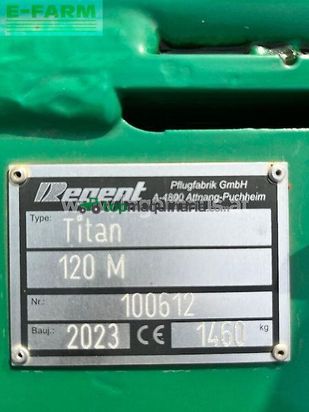 E-FARM
Regent Pflugfabrik GmbH
A-4800 Attnang-Puchheim
Type:
Titan
120 M
Nr.: 100612
Bauj.: 2023 CE 1460 kg